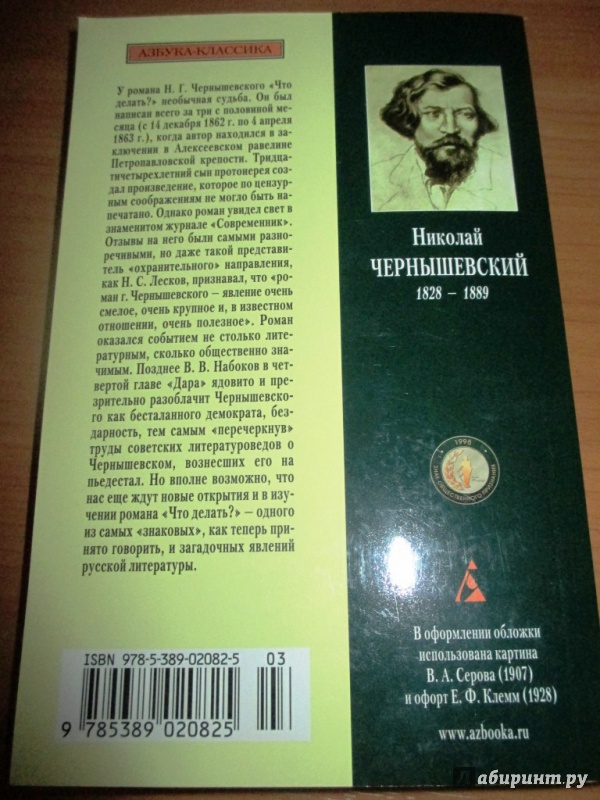 АЗБУКА-КЛАССИКА
У романа Н. Г. Чернышевского «Что
делать?» необычная судьба. Он был
написан всего за три с половиной ме-
сяца (с 14 декабря 1862 г. по 4 апреля
1863 г.), когда автор находился в за-
ключении в Алексеевском равелине
Петропавловской крепости. Тридца-
тичетырехлетний сын протоиерея соз-
дал произведение, которое по цензур-
ным соображениям не могло быть на-
печатано. Однако роман увидел свет в
знаменитом журнале «Современник».
Отзывы на него были самыми разно-
речивыми, но даже такой представи-
тель «охранительного» направления,
как Н. С. Лесков, признавал, что «ро-
ман г. Чернышевского – явление очень
смелое, очень крупное и, в известном
отношении, очень полезное». Роман
оказался событием не столько ли-
тературным, сколько общественно зна-
чимым. Позднее В. В. Набоков в чет-
вертой главе «Дара» ядовито и пре-
зрительно разоблачит Чернышевско-
го как бесталанного демократа, без-
дарность, тем самым «перечеркнув»
труды советских литературоведов о
Чернышевском, вознесших его на
пьедестал. Но вполне возможно, что
нас еще ждут новые открытия и в изу-
чении романа «Что делать?» – одного
из самых «знаковых», как теперь при-
нято говорить, и загадочных явлений
русской литературы.
ISBN 978-5-389-02082-5 03
9 785389 020825
Николай
ЧЕРНЫШЕВСКИЙ
1828 – 1889
1998
ЗНАК ОБЩЕСТВЕННОГО ПРИЗНАНИЯ
В оформлении обложки
использована картина
В. А. Серова (1907)
и офорт Е. Ф. Клемм (1928)
www.azbooka.ru
лабиринт.ру